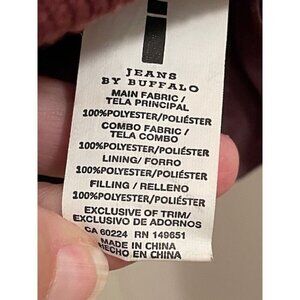 JEANS
BY BUFFALO
MAIN FABRIC /
TELA PRINCIPAL
100%POLYESTER/POLIÉSTER
COMBO FABRIC /
TELA COMBO
100%POLYESTER/POLIÉSTER
LINING/ FORRO
100%POLYESTER/POLIÉSTER
FILLING / RELLENO
100%POLYESTER/POLIÉSTER
EXCLUSIVE OF TRIM/
EXCLUSIVO DE ADORNOS
CA 60224 RN 149651
MADE IN CHINA
HECHO EN CHINA